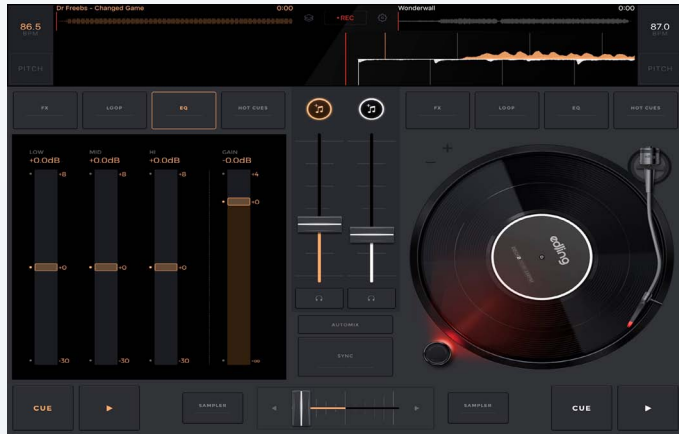 Dr Freebs - Changed Game 0:00
Wonderwall 0:00
86.5
BPM
PITCH
•REC
87.0
BPM
PITCH
FX LOOP EQ HOT CUES
FX LOOP EQ HOT CUES
LOW MID HI GAIN
+0.0dB +0.0dB +0.0dB -0.0dB
+8 +8 +8 +4
+0
+0 +0 +0
-30 -30 -30 -∞
edjing
AUTOMIX
SYNC
CUE
SAMPLER
SAMPLER
CUE